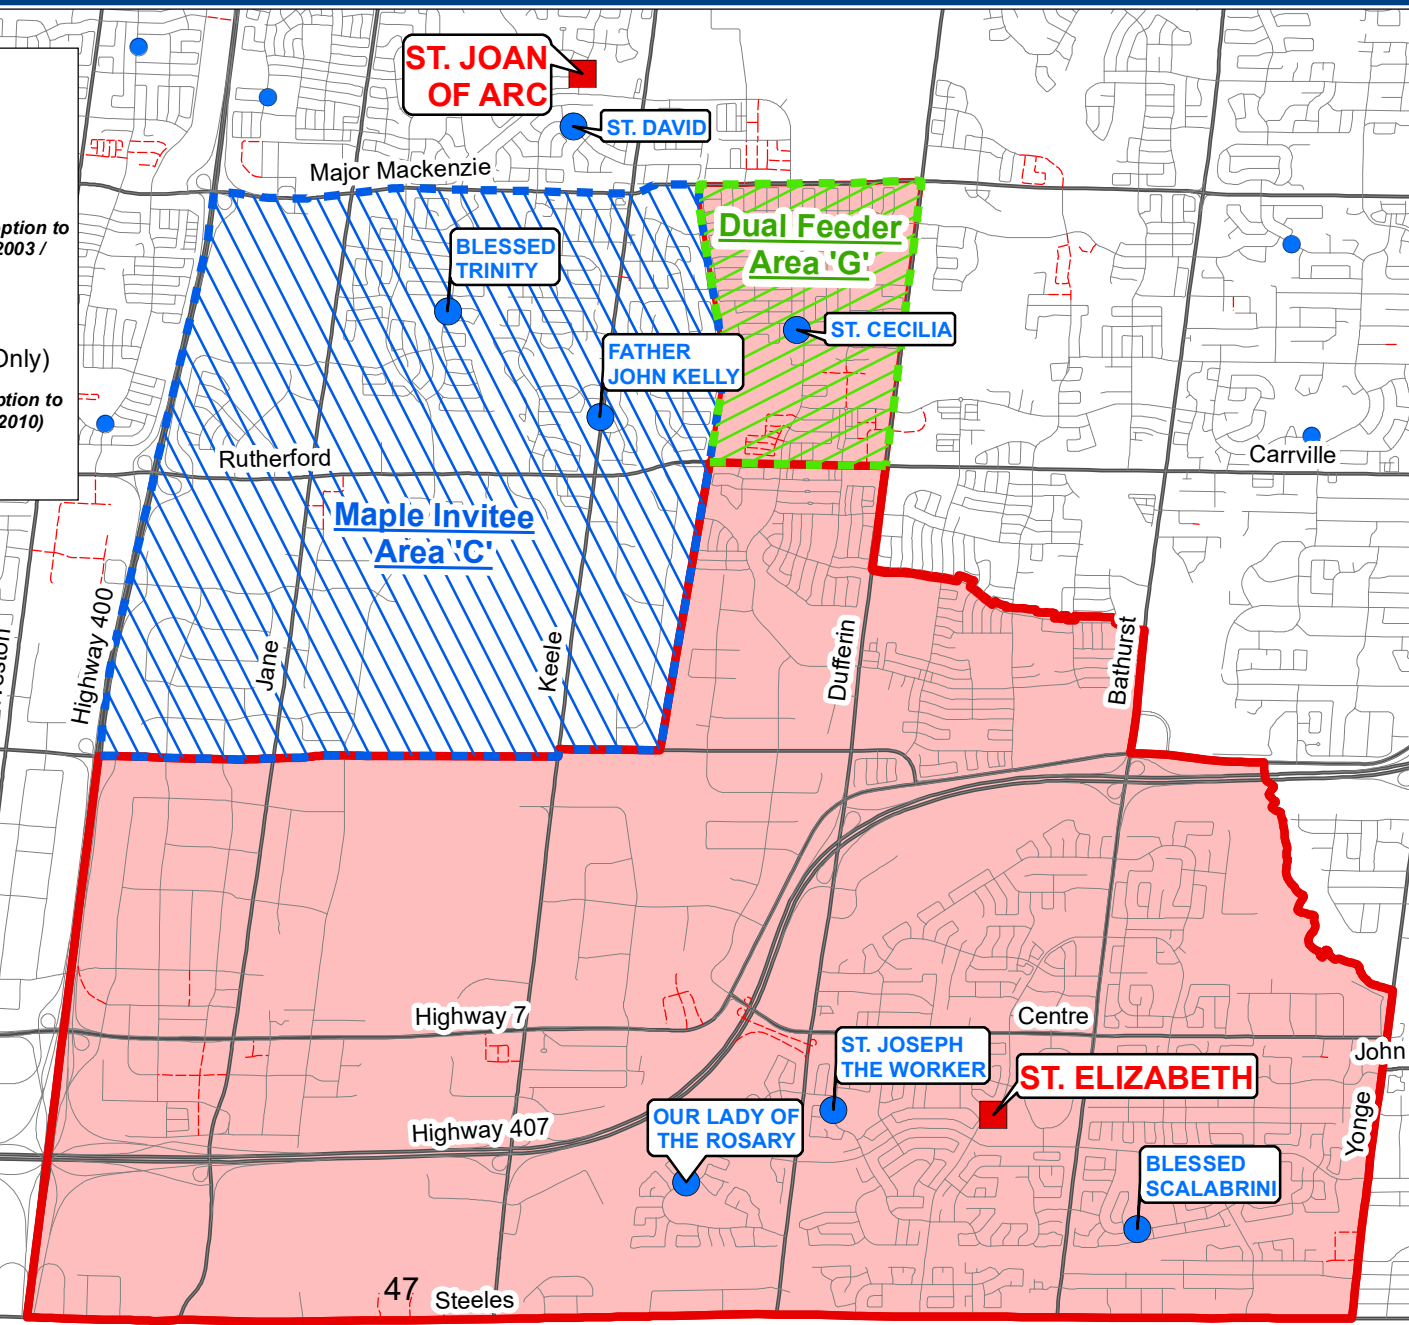 ST. JOAN
OF ARC
ST. DAVID
Major Mackenzie
Dual Feeder
Area 'G'
BLESSED
TRINITY
ption to
2003 /
ST. CECILIA
FATHER
JOHN KELLY
Only)
ption to
2010)
Rutherford
Carrville
Maple Invitee
Area 'C'
Highway 400
Jane
Keele
Dufferin
Bathurst
Highway 7
Centre
ST. JOSEPH
THE WORKER
John
ST. ELIZABETH
OUR LADY OF
THE ROSARY
Highway 407
Yonge
BLESSED
SCALABRINI
47
Steeles